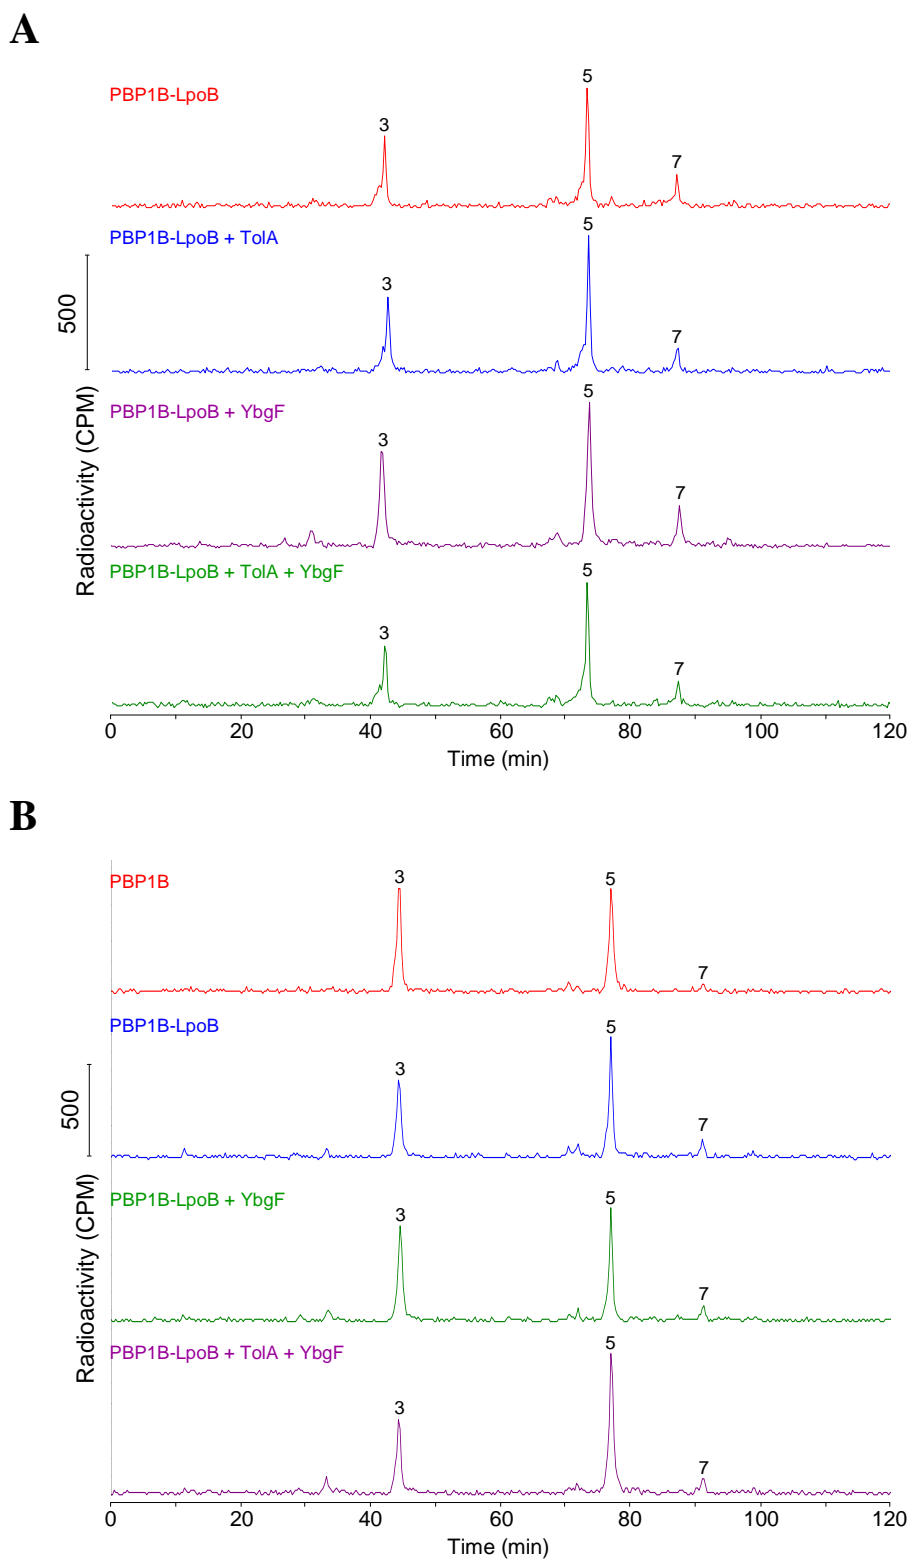 A
PBP1B-LpoB
3
5
7
PBP1B-LpoB + TolA
3
5
7
500
PBP1B-LpoB + YbgF
3
5
7
Radioactivity (CPM)
PBP1B-LpoB + TolA + YbgF
3
5
7
0 20 40 60 80 100 120
Time (min)
B
PBP1B
3
5
7
PBP1B-LpoB
3
5
7
500
PBP1B-LpoB + YbgF
3
5
7
Radioactivity (CPM)
PBP1B-LpoB + TolA + YbgF
3
5
7
0 20 40 60 80 100 120
Time (min)